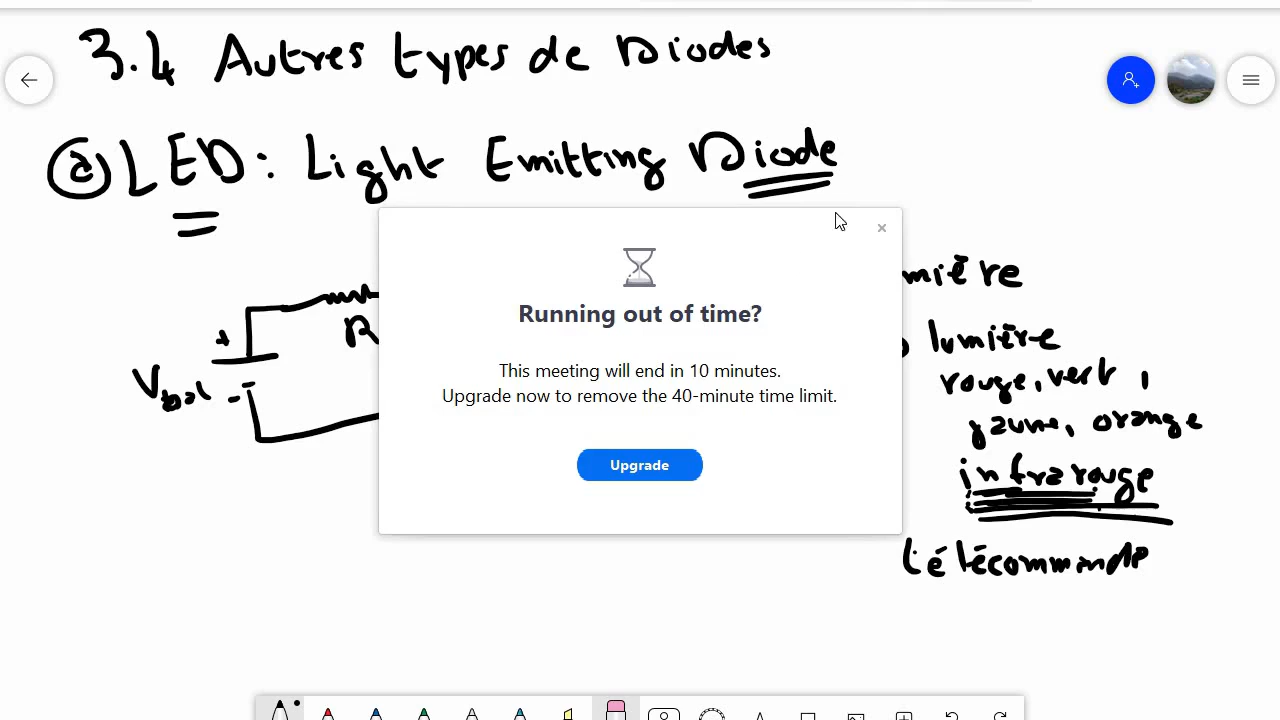 3.4 Autres types de Diodes
ⓐ LED: Light Emitting Diode
mière
lumière
rouge, vert,
jaune, orange
infrarouge
télécommande
+
R
Vbat
-
Running out of time?
This meeting will end in 10 minutes.
Upgrade now to remove the 40-minute time limit.
Upgrade